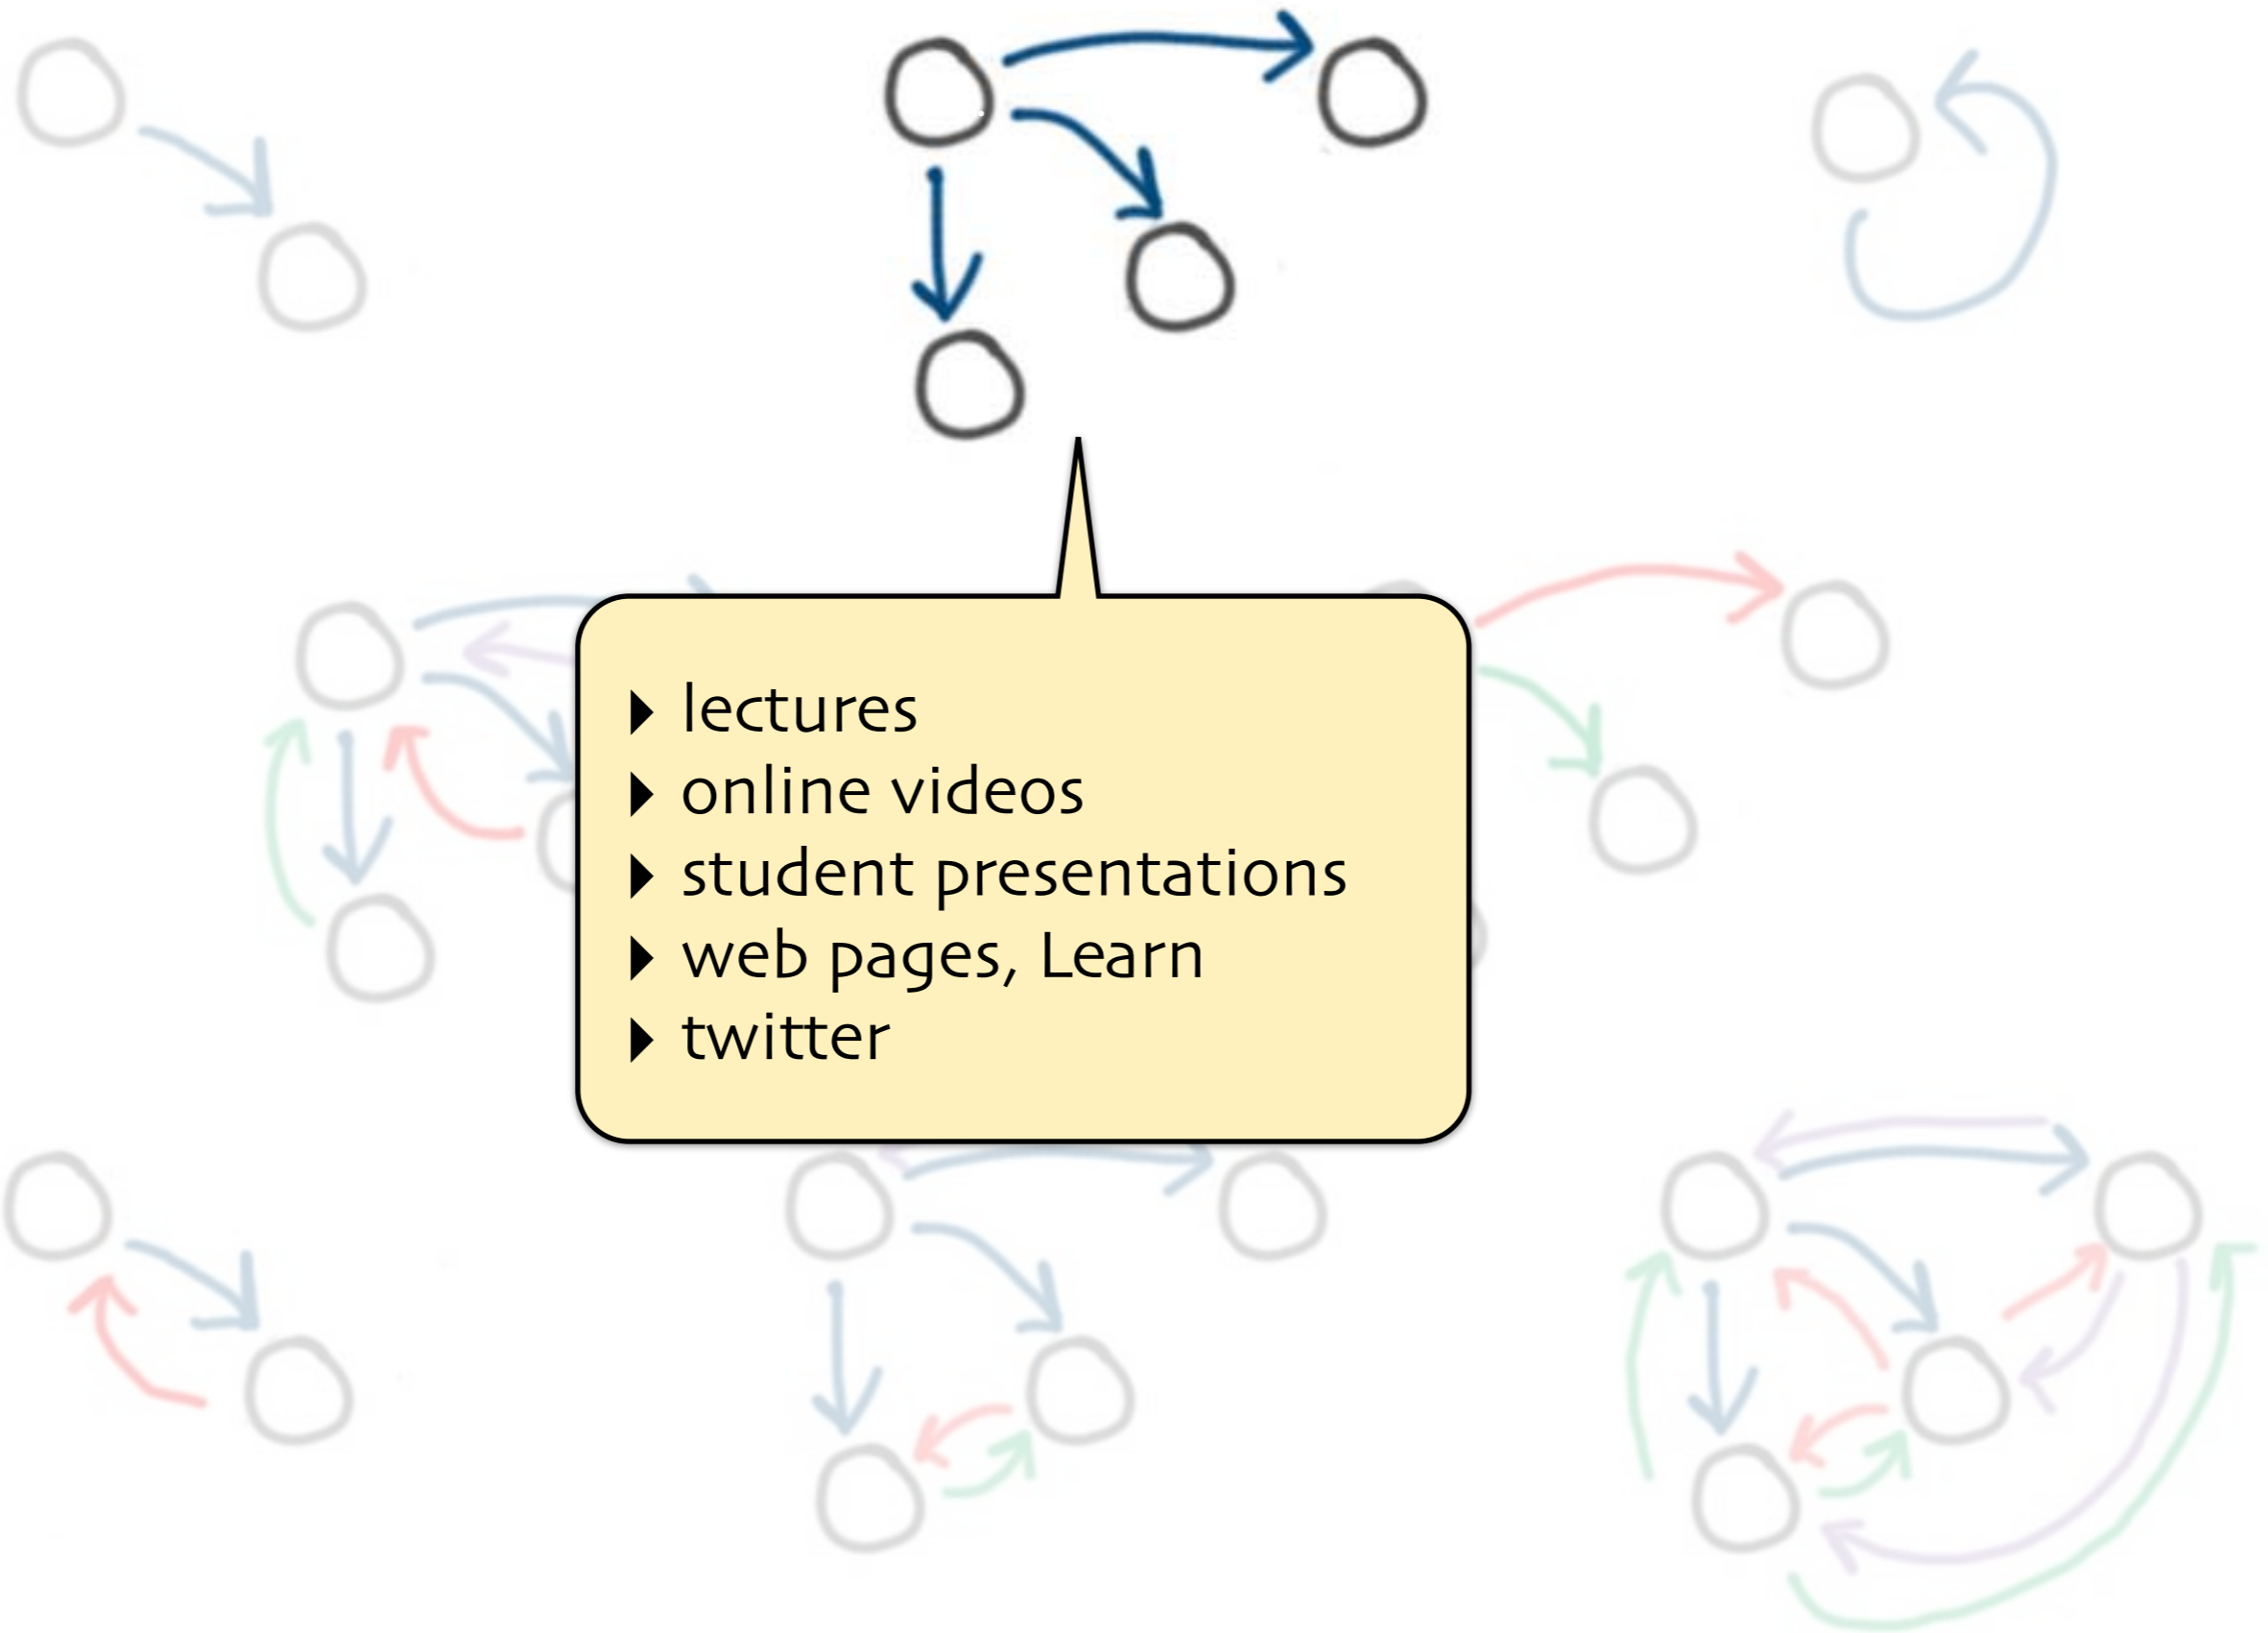 lectures
online videos
student presentations
web pages, Learn
twitter